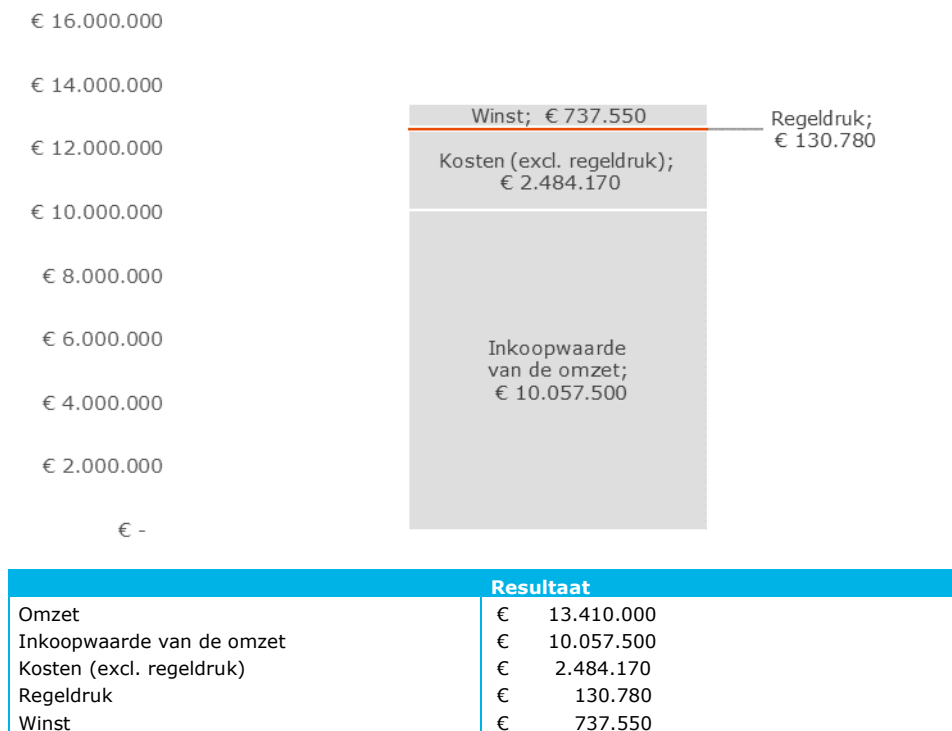 € 16.000.000
€ 14.000.000
€ 12.000.000
€ 10.000.000
€ 8.000.000
€ 6.000.000
€ 4.000.000
€ 2.000.000
€ -
Winst; € 737.550
Regeldruk;
€ 130.780
Kosten (excl. regeldruk);
€ 2.484.170
Inkoopwaarde
van de omzet;
€ 10.057.500
Resultaat
Omzet € 13.410.000
Inkoopwaarde van de omzet € 10.057.500
Kosten (excl. regeldruk) € 2.484.170
Regeldruk € 130.780
Winst € 737.550